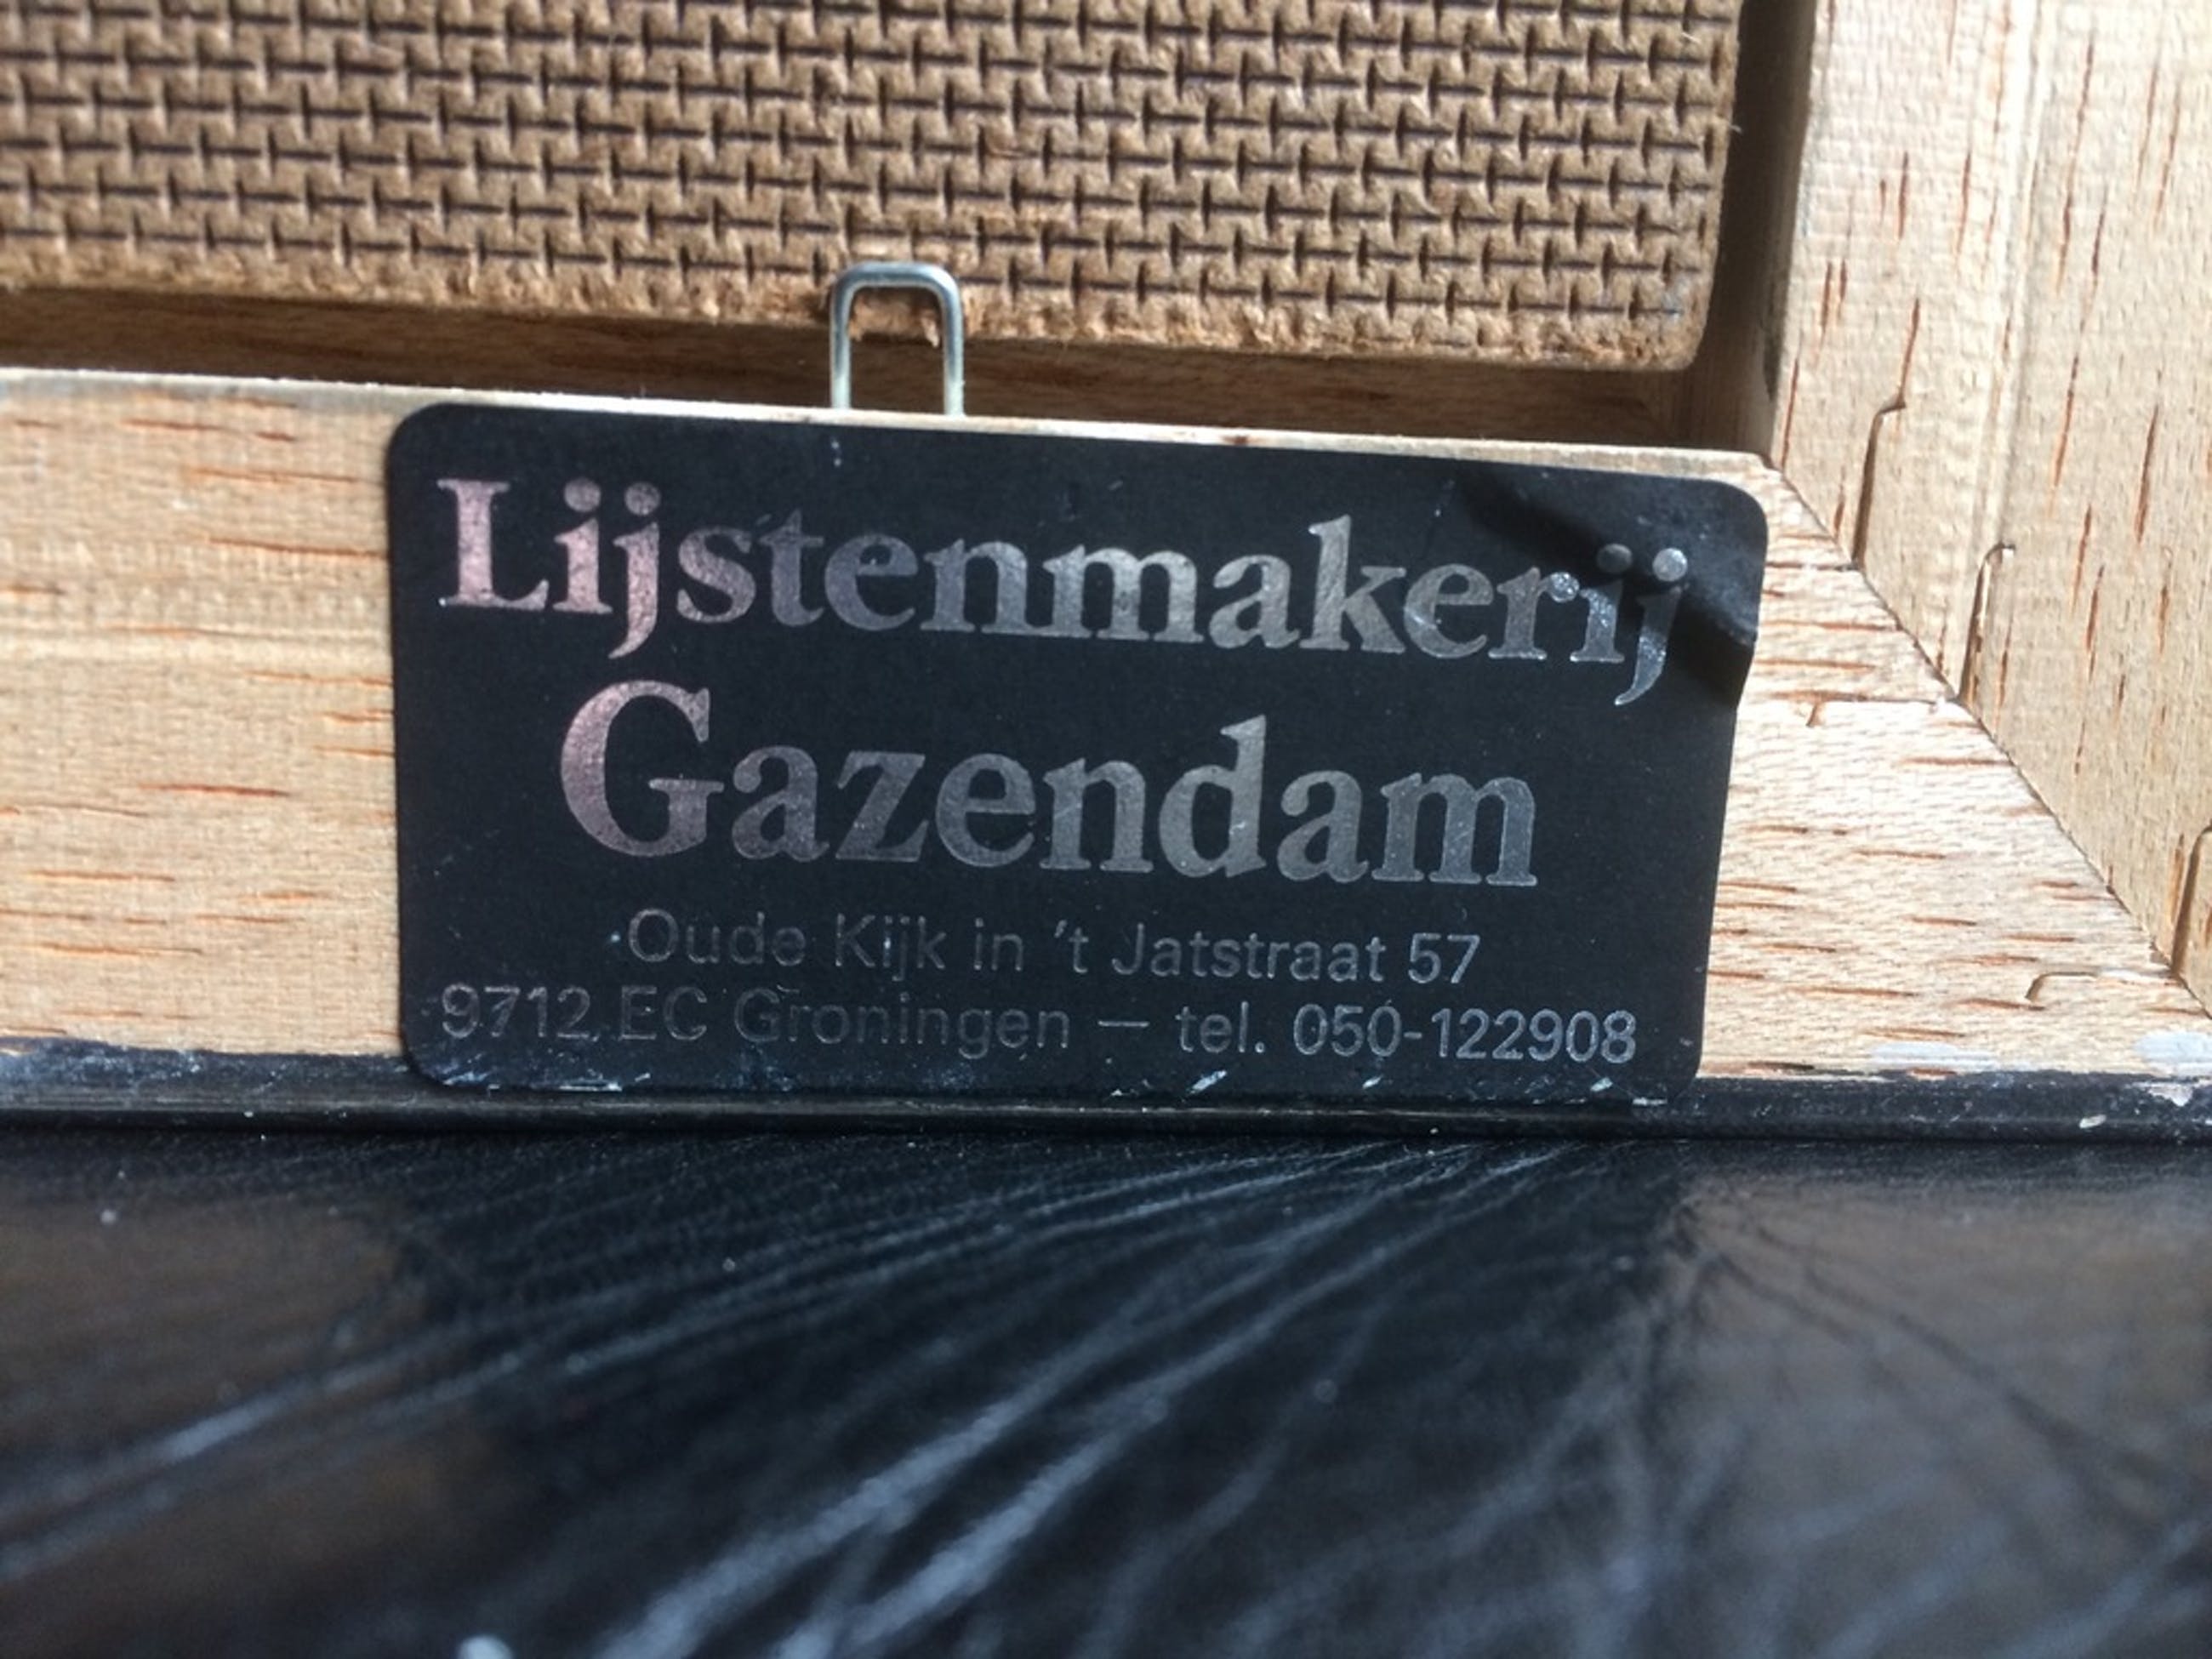 Lijstenmakerij
Gazendam
Oude Kijk in 't Jatstraat 57
9712 EC Groningen — tel. 050-122908